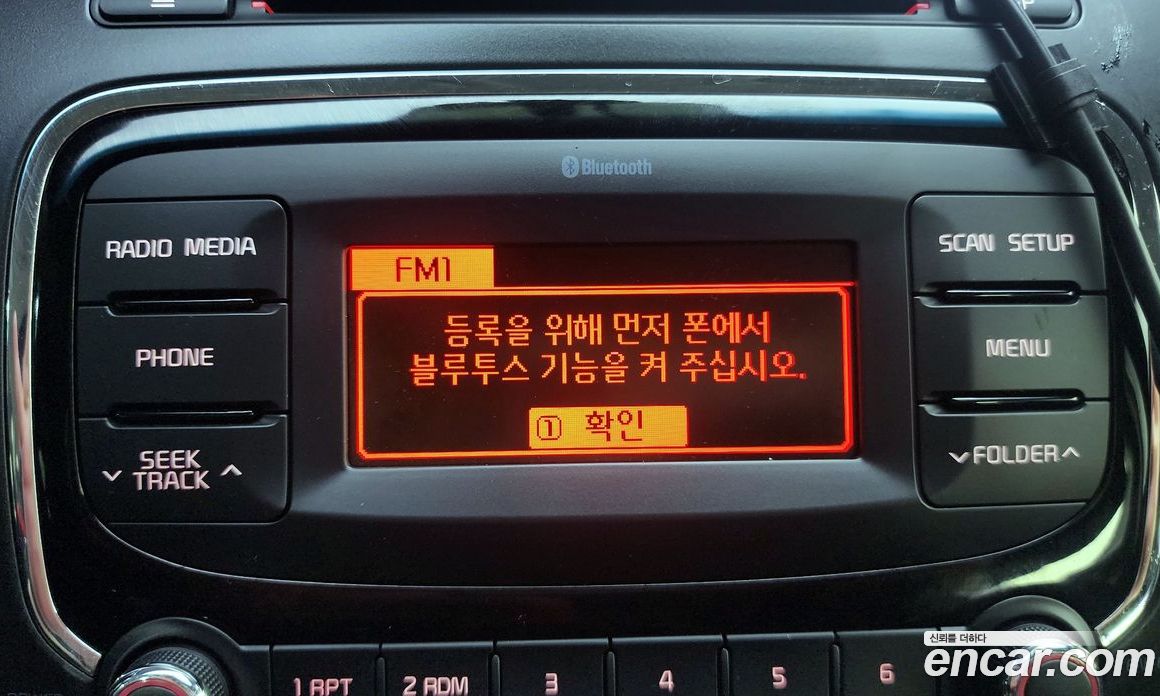 Bluetooth
RADIO MEDIA
SCAN SETUP
FM1
등록을 위해 먼저 폰에서
블루투스 기능을 켜 주십시오.
① 확인
PHONE
MENU
SEEK
TRACK
FOLDER
1 RPT
2 RDM
3
4
5
6
신뢰를 더하다
encar.com